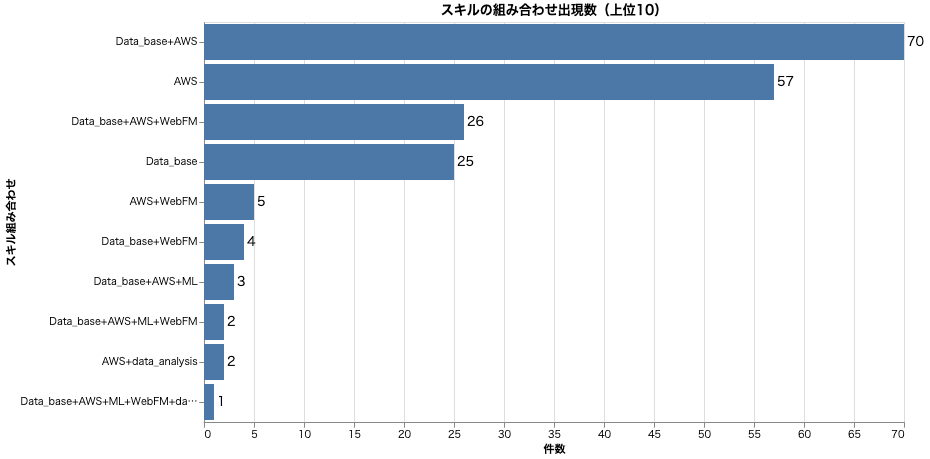 スキルの組み合わせ出現数（上位10）
スキル組み合わせ
Data_base+AWS 70
AWS 57
Data_base+AWS+WebFM 26
Data_base 25
AWS+WebFM 5
Data_base+WebFM 4
Data_base+AWS+ML 3
Data_base+AWS+ML+WebFM 2
AWS+data_analysis 2
Data_base+AWS+ML+WebFM+da… 1
0 5 10 15 20 25 30 35 40 45 50 55 60 65 70
件数